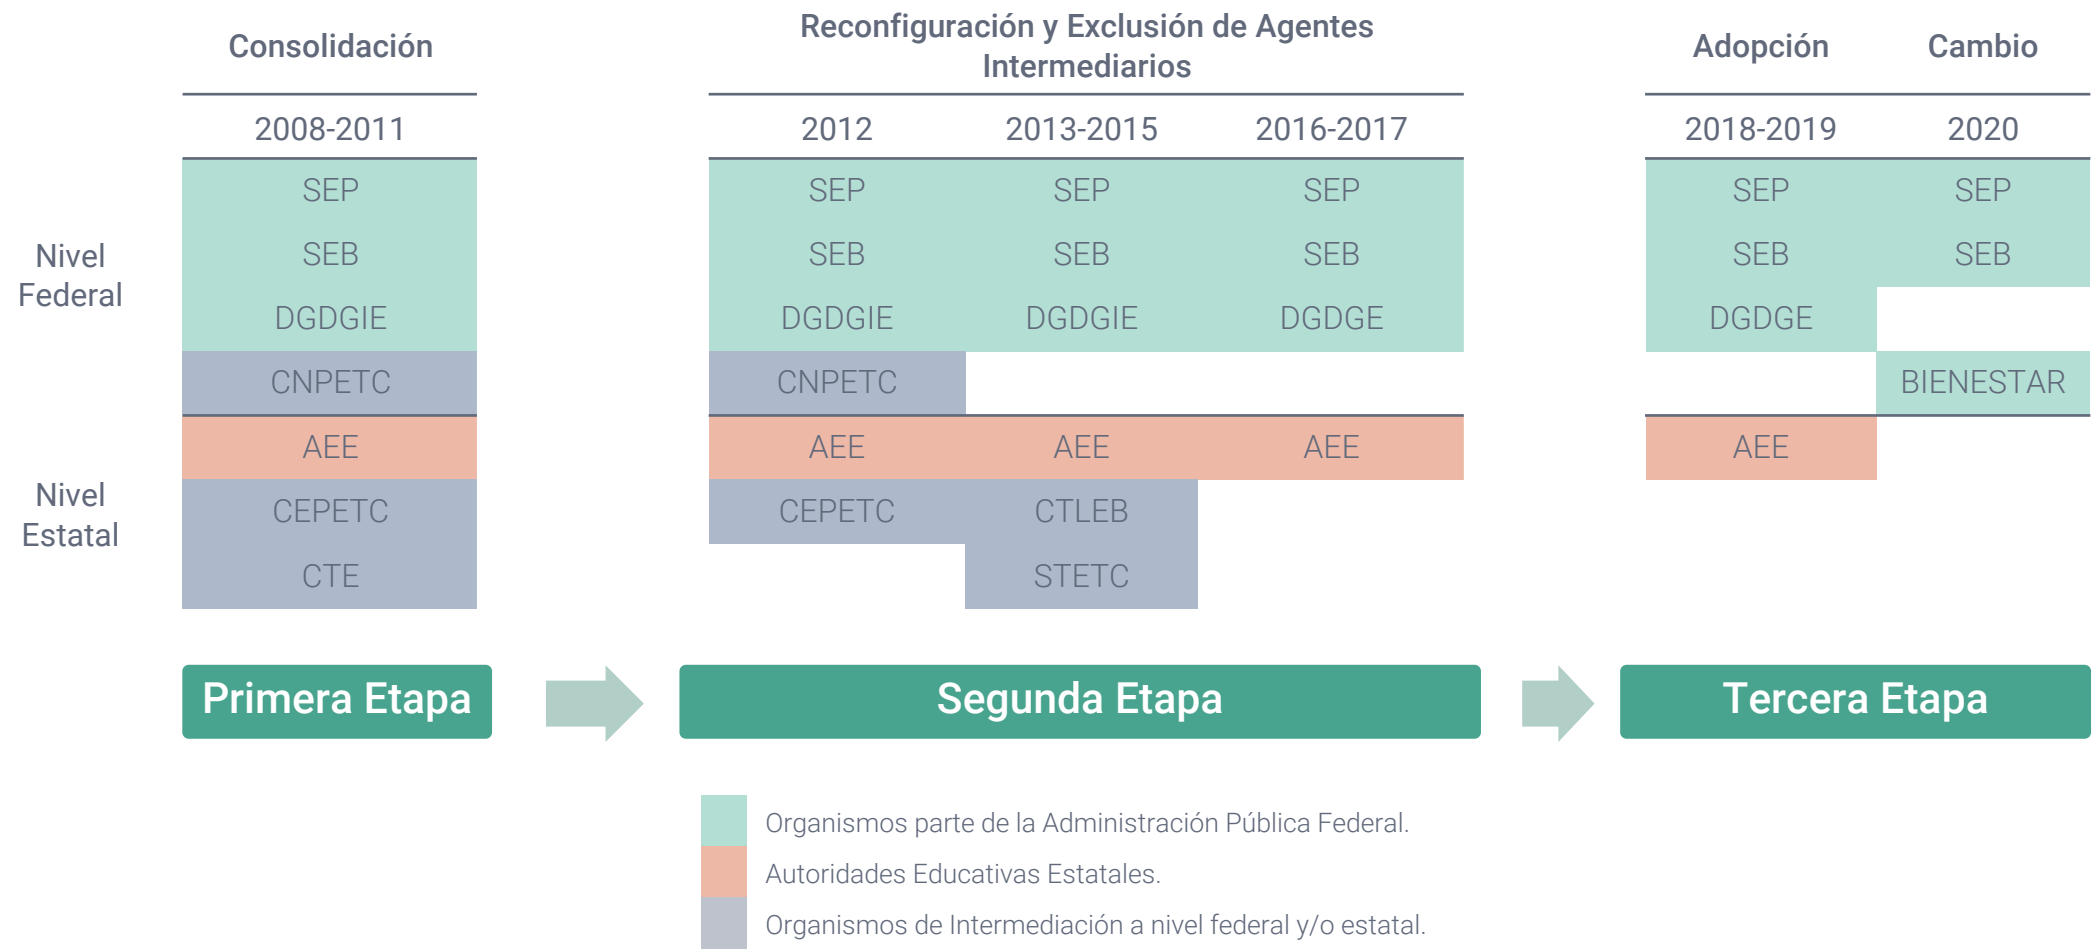 Consolidación
Reconfiguración y Exclusión de Agentes
Intermediarios
Adopción
Cambio
2008-2011
2012
2013-2015
2016-2017
2018-2019
2020
Nivel
Federal
SEP
SEP
SEP
SEP
SEP
SEP
SEB
SEB
SEB
SEB
SEB
SEB
DGDGIE
DGDGIE
DGDGIE
DGDGE
DGDGE
CNPETC
CNPETC
BIENESTAR
Nivel
Estatal
AEE
AEE
AEE
AEE
AEE
CEPETC
CEPETC
CTLEB
CTE
STETC
Primera Etapa
Segunda Etapa
Tercera Etapa
Organismos parte de la Administración Pública Federal.
Autoridades Educativas Estatales.
Organismos de Intermediación a nivel federal y/o estatal.